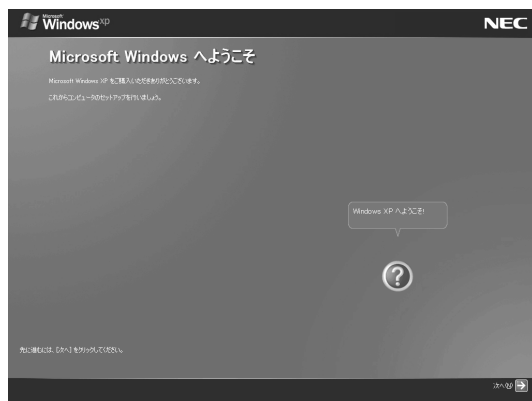 Microsoft
Windows xp
NEC
Microsoft Windows へようこそ
Microsoft Windows XP をご購入いただきありがとうございます。
これからコンピュータのセットアップを行いましょう。
Windows XP へようこそ!
?
先に進むには、[次へ] をクリックしてください。
次へ(N)